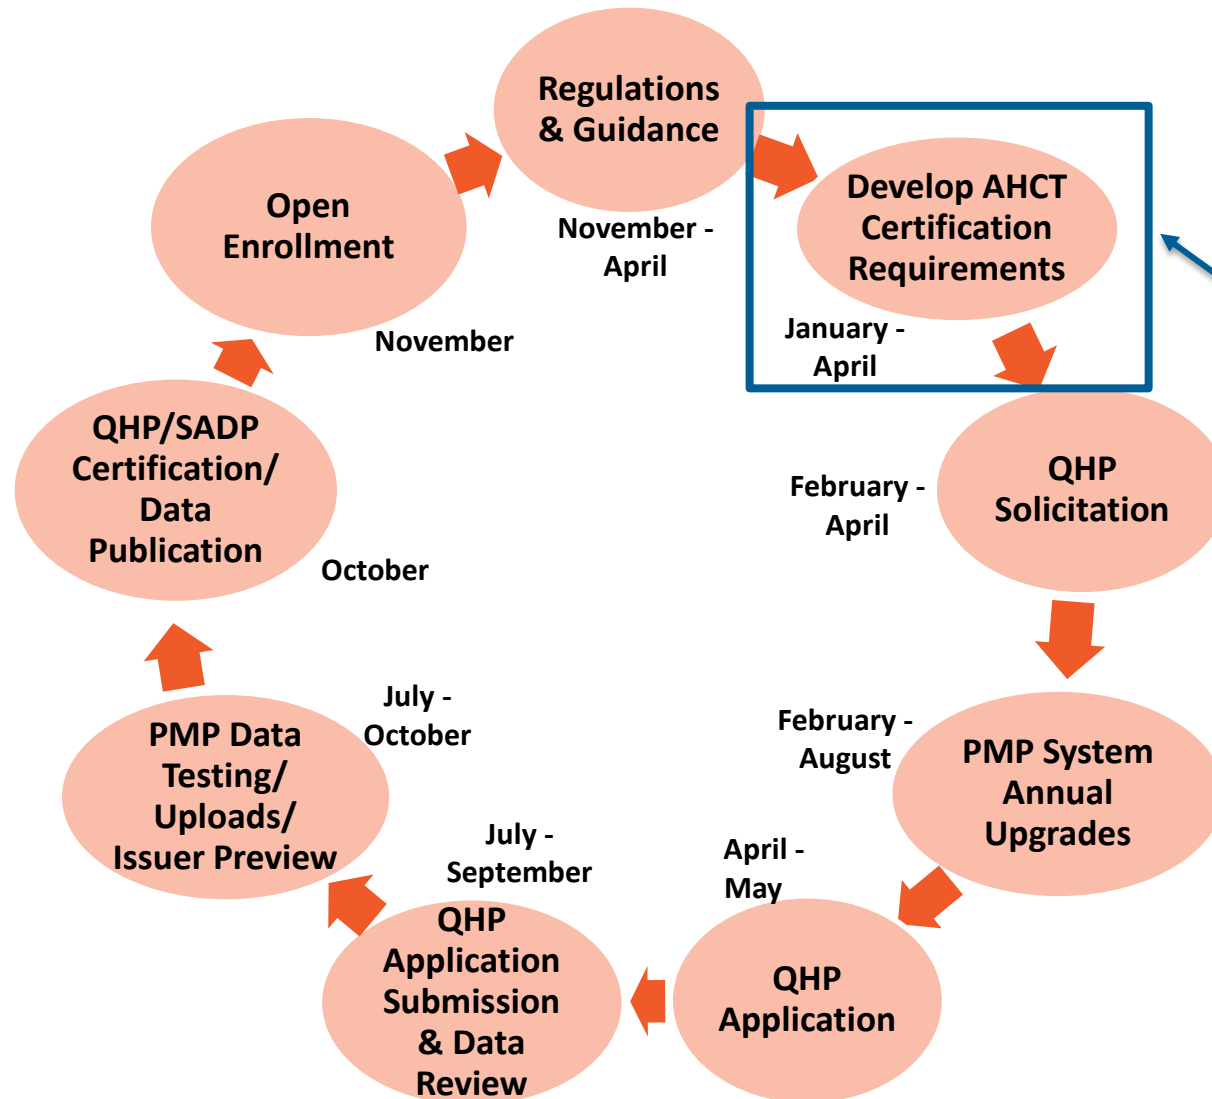 Regulations
& Guidance
November -
April
Develop AHCT
Certification
Requirements
January -
April
QHP
Solicitation
February -
April
PMP System
Annual
Upgrades
February -
August
QHP
Application
April -
May
QHP
Application
Submission
& Data
Review
July -
September
PMP Data
Testing/
Uploads/
Issuer Preview
July -
October
QHP/SADP
Certification/
Data
Publication
October
Open
Enrollment
November